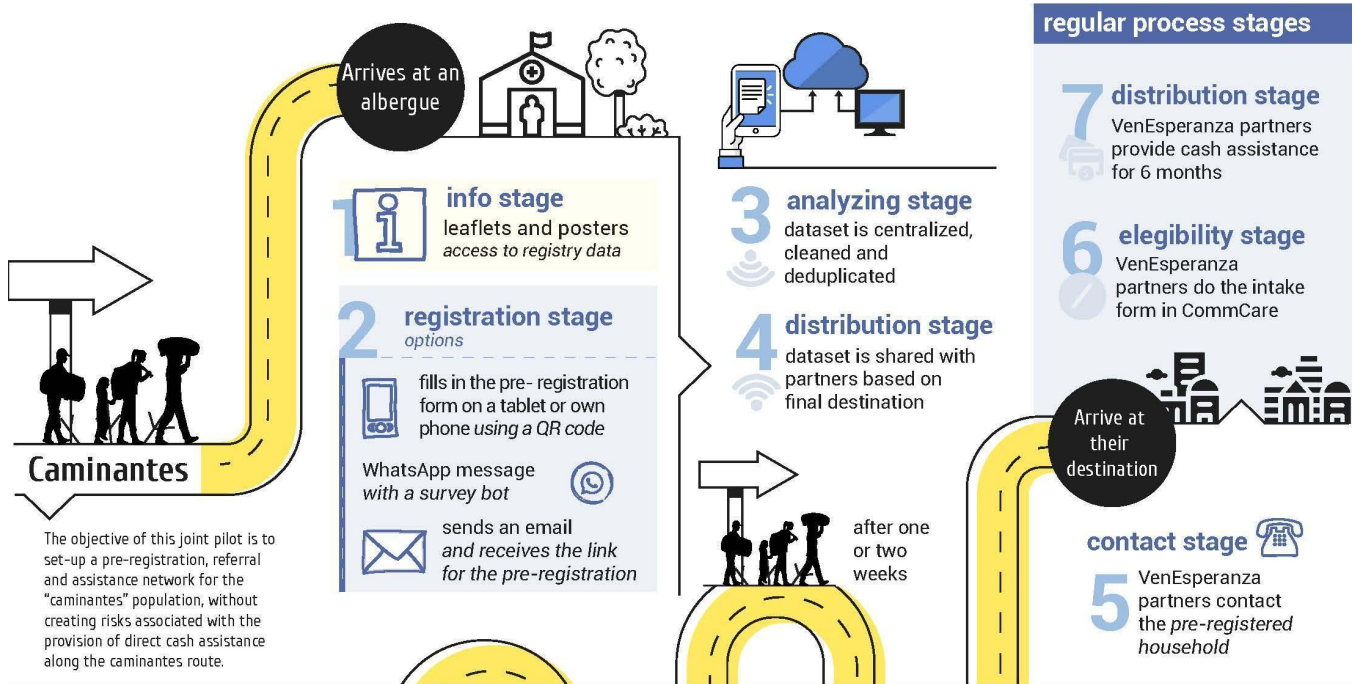 Caminantes
The objective of this joint pilot is to
set-up a pre-registration, referral
and assistance network for the
“caminantes” population, without
creating risks associated with the
provision of direct cash assistance
along the caminantes route.
Arrives at an
albergue
1
info stage
leaflets and posters
access to registry data
2
registration stage
options
fills in the pre- registration
form on a tablet or own
phone using a QR code
WhatsApp message
with a survey bot
sends an email
and receives the link
for the pre-registration
3
analyzing stage
dataset is centralized,
cleaned and
deduplicated
4
distribution stage
dataset is shared with
partners based on
final destination
after one
or two
weeks
Arrive at
their
destination
contact stage
5
VenEsperanza
partners contact
the pre-registered
household
regular process stages
7
distribution stage
VenEsperanza partners
provide cash assistance
for 6 months
6
elegibility stage
VenEsperanza
partners do the intake
form in CommCare